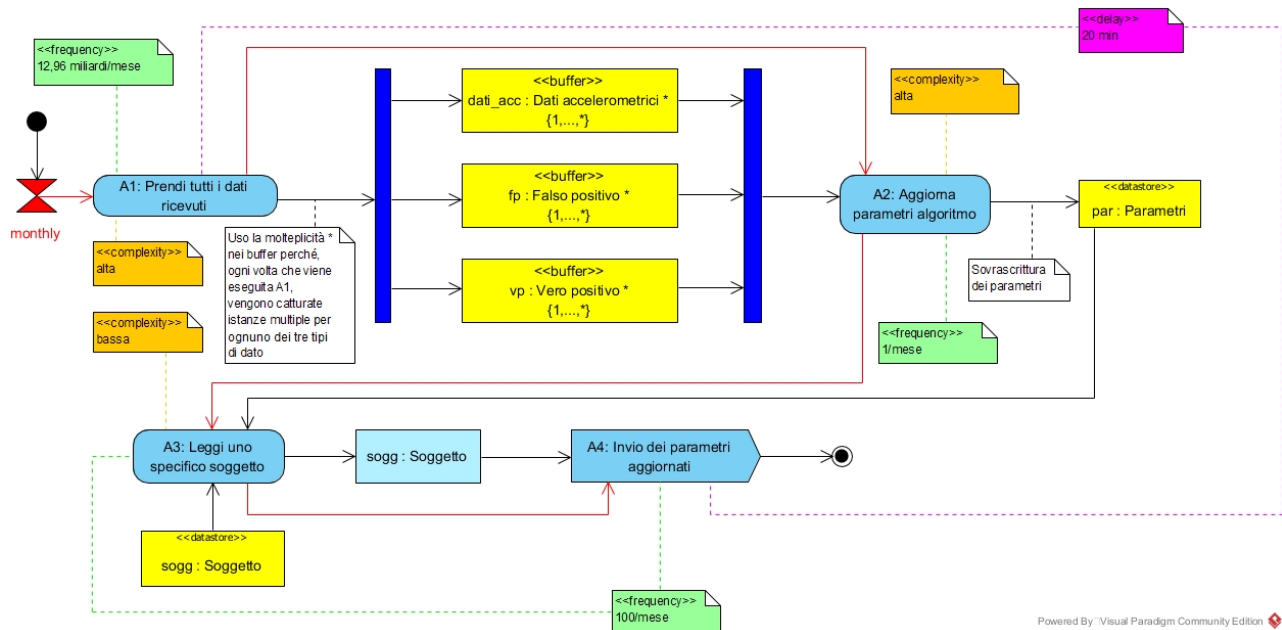 <<delay>>
20 min
<<frequency>>
12,96 miliardi/mese
<<buffer>>
dati_acc : Dati accelerometrici *
{1,...,*}
<<complexity>>
alta
A1: Prendi tutti i dati
ricevuti
<<buffer>>
fp : Falso positivo *
{1,...,*}
A2: Aggiorna
parametri algoritmo
<<datastore>>
par : Parametri
monthly
<<complexity>>
alta
Uso la molteplicità *
nei buffer perché,
ogni volta che viene
eseguita A1,
vengono catturate
istanze multiple per
ognuno dei tre tipi
di dato
<<buffer>>
vp : Vero positivo *
{1,...,*}
Sovrascrittura
dei parametri
<<complexity>>
bassa
<<frequency>>
1/mese
A3: Leggi uno
specifico soggetto
sogg : Soggetto
A4: Invio dei parametri
aggiornati
<<datastore>>
sogg : Soggetto
<<frequency>>
100/mese
Powered By Visual Paradigm Community Edition